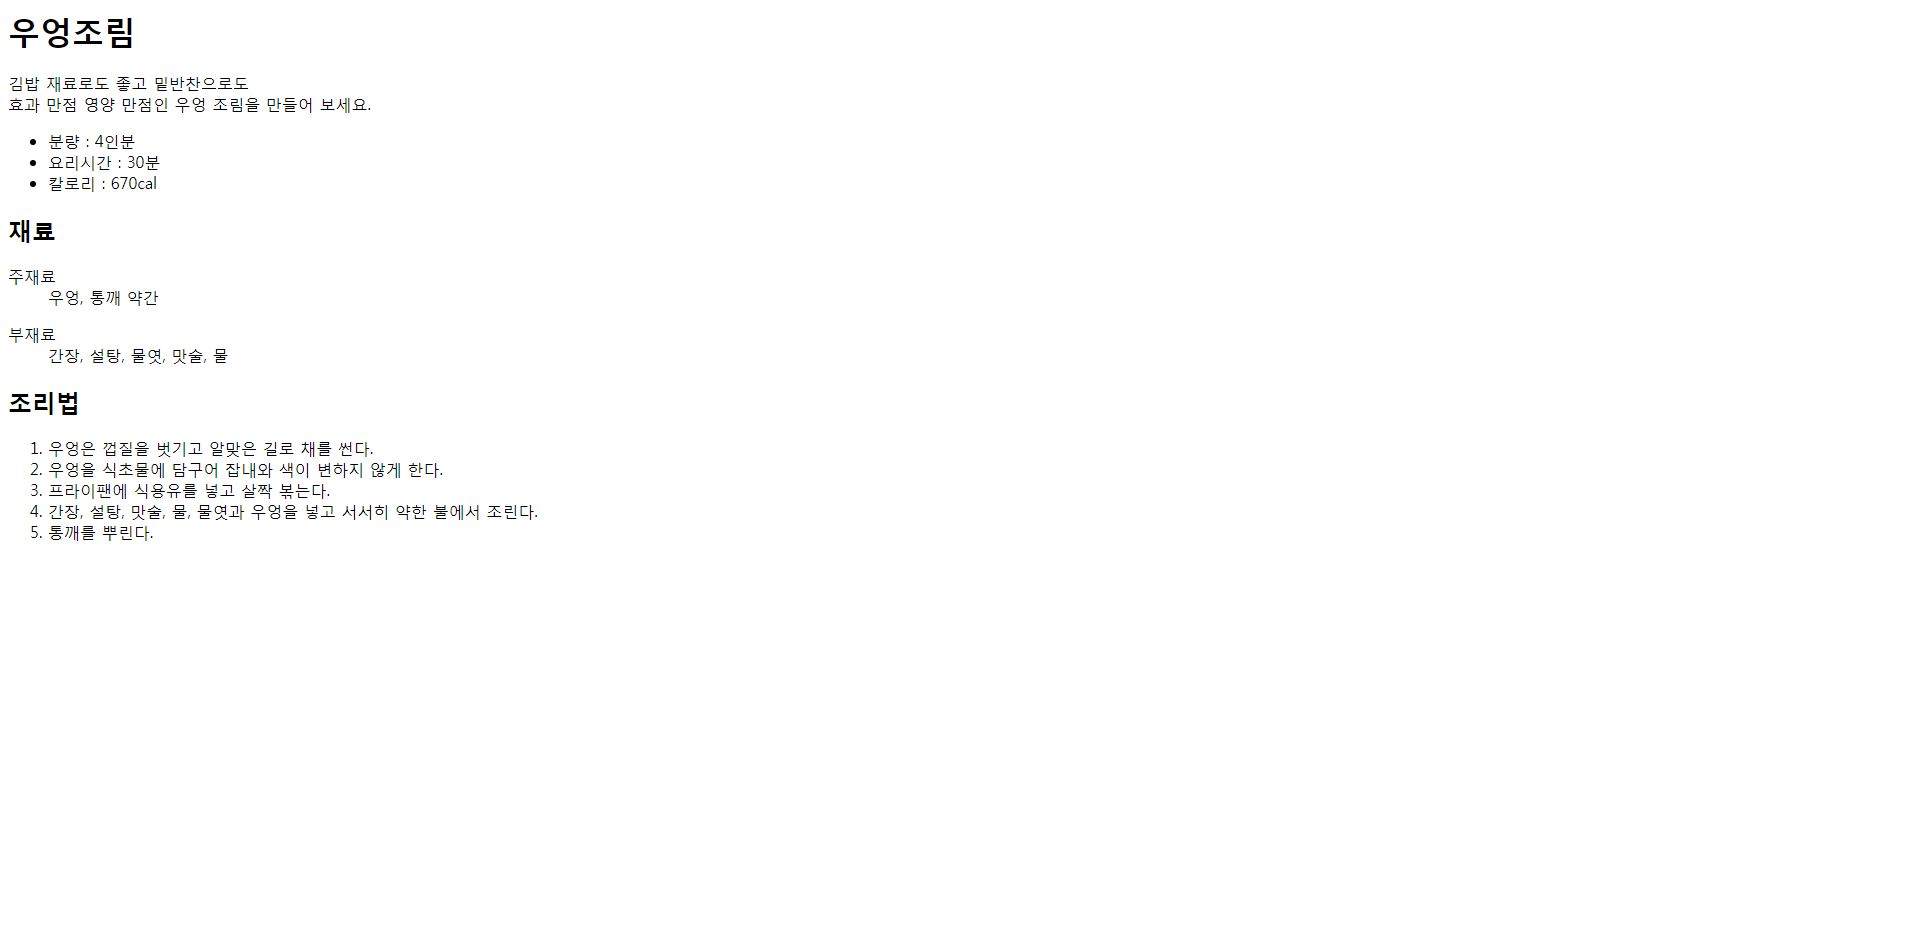 우엉조림
김밥 재료로도 좋고 밑반찬으로도
효과 만점 영양 만점인 우엉 조림을 만들어 보세요.
• 분량 : 4인분
• 요리시간 : 30분
• 칼로리 : 670cal
재료
주재료
우엉, 통깨 약간
부재료
간장, 설탕, 물엿, 맛술, 물
조리법
1. 우엉은 껍질을 벗기고 알맞은 길로 채를 썬다.
2. 우엉을 식초물에 담구어 잡내와 색이 변하지 않게 한다.
3. 프라이팬에 식용유를 넣고 살짝 볶는다.
4. 간장, 설탕, 맛술, 물, 물엿과 우엉을 넣고 서서히 약한 불에서 조린다.
5. 통깨를 뿌린다.